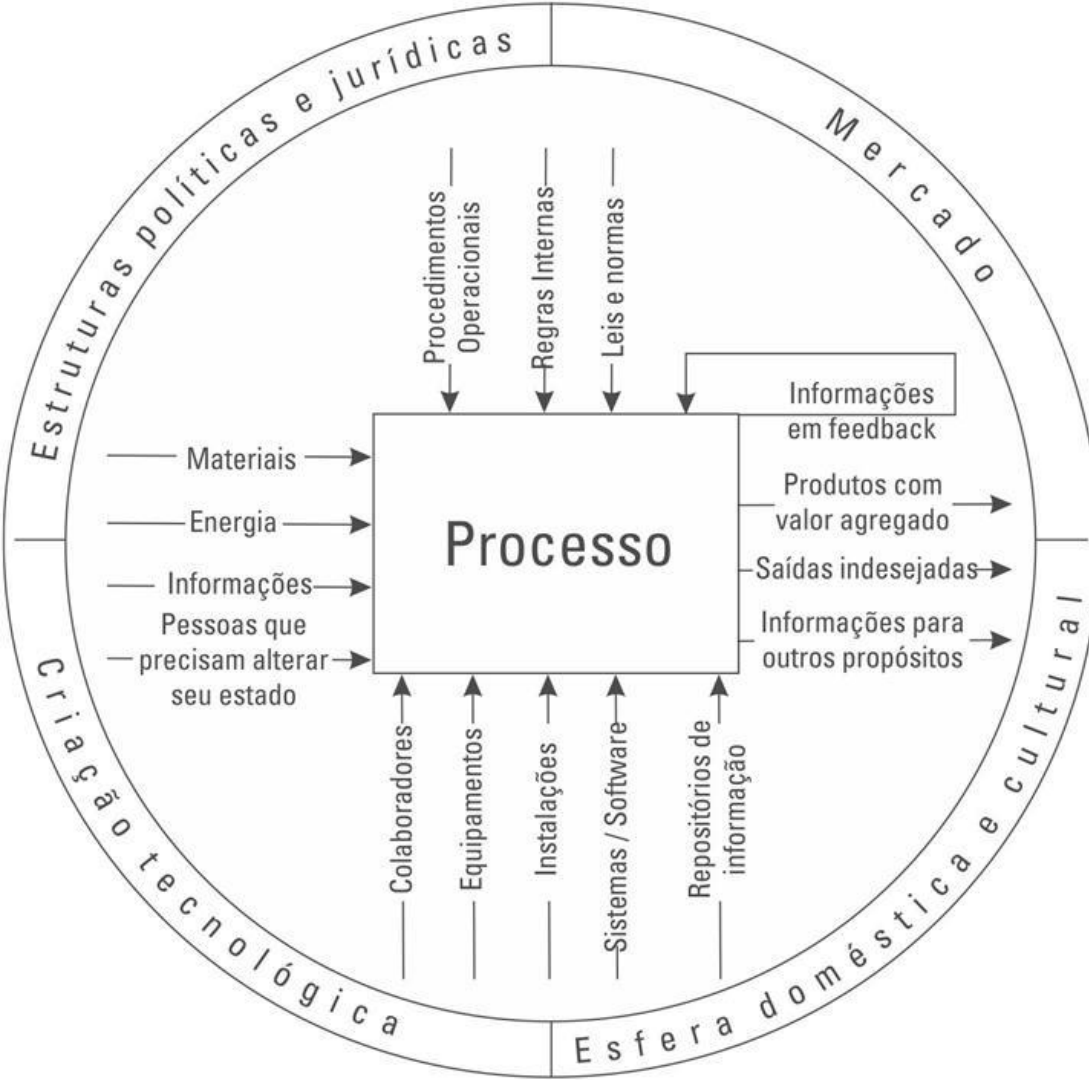 Estruturas políticas e jurídicas
Mercado
Procedimentos
Operacionais
Regras Internas
Leis e normas
Informações
em feedback
Materiais
Energia
Informações
Pessoas que
precisam alterar
seu estado
Processo
Produtos com
valor agregado
Saídas indesejadas
Informações para
outros propósitos
Colaboradores
Equipamentos
Instalações
Sistemas / Software
Repositórios de
informação
Criação tecnológica
Esfera doméstica e cultural